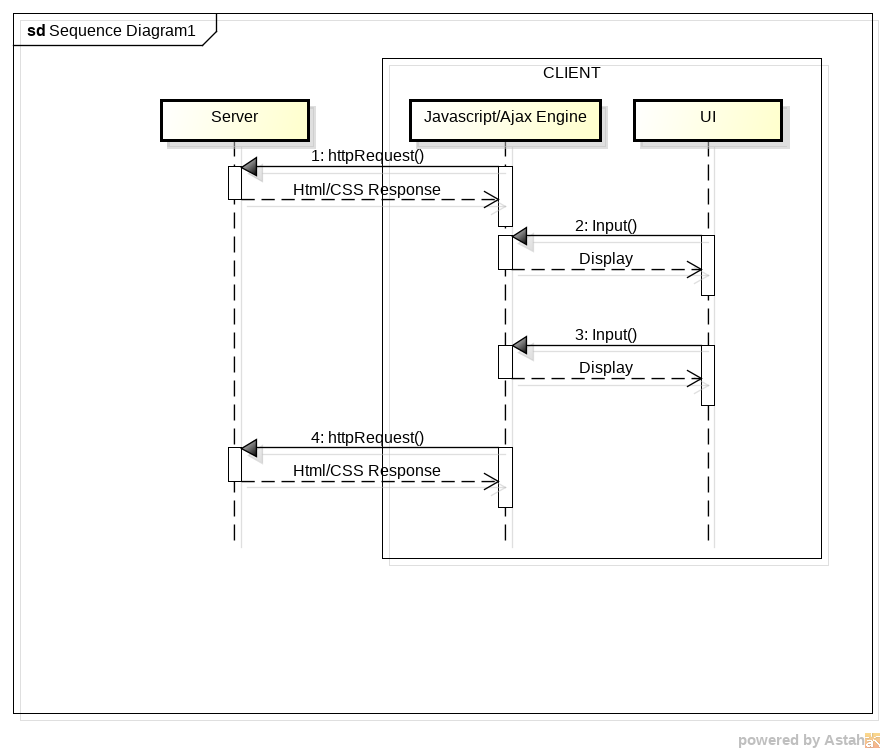 sd Sequence Diagram1
CLIENT
Server
Javascript/Ajax Engine
UI
1: httpRequest()
Html/CSS Response
2: Input()
Display
3: Input()
Display
4: httpRequest()
Html/CSS Response
powered by Astah